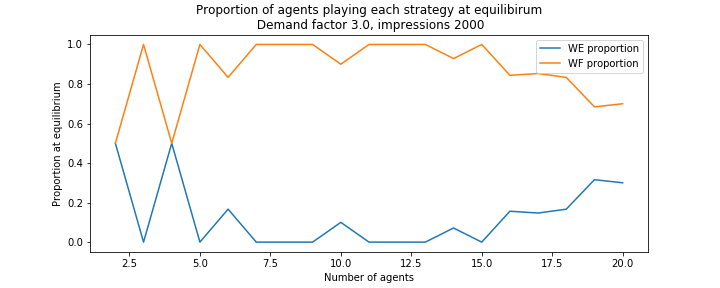 Proportion of agents playing each strategy at equilibirum
Demand factor 3.0, impressions 2000
WE proportion
WF proportion
Proportion at equilibrium
1.0
0.8
0.6
0.4
0.2
0.0
2.5
5.0
7.5
10.0
12.5
15.0
17.5
20.0
Number of agents